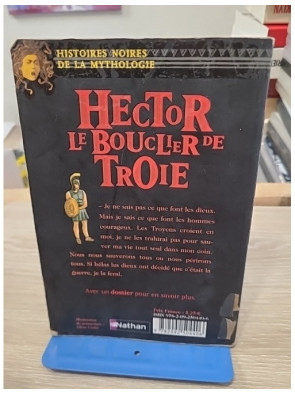 HISTOIRES NOIRES
DE LA MYTHOLOGIE
HECTOR
LE BOUCLIER DE
TROIE
– Je ne sais pas ce que font les dieux.
Mais je sais ce que font les hommes
courageux. Les Troyens croient en
moi, je ne les trahirai pas pour sau-
ver ma vie tout seul dans mon coin.
Nous nous sauverons tous ou nous périrons
tous. Si hélas les dieux ont décidé que c'était la
guerre, je la ferai.
Avec un dossier pour en savoir plus.
Nathan